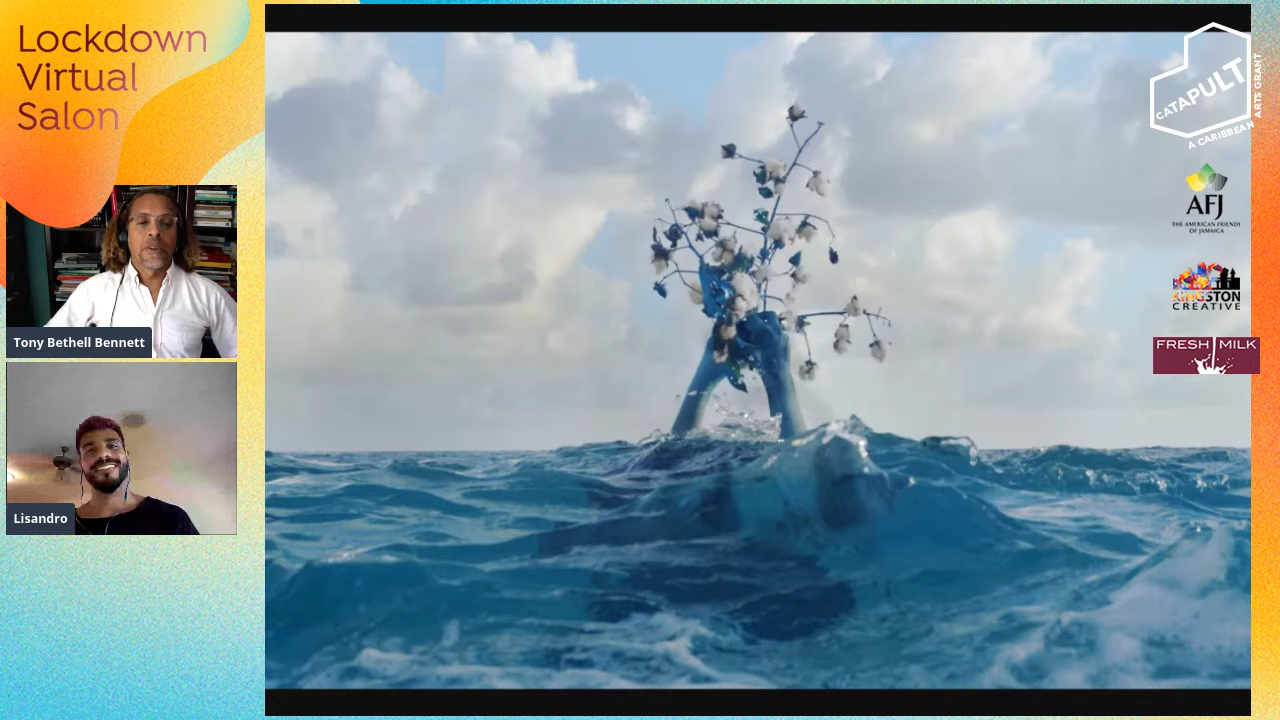 Lockdown
Virtual
Salon
Tony Bethell Bennett
Lisandro
CATAPULT
A CARIBBEAN
ARTS GRANT
AFJ
THE AMERICAN FRIENDS
OF JAMAICA
KINGSTON
CREATIVE
FRESH MILK